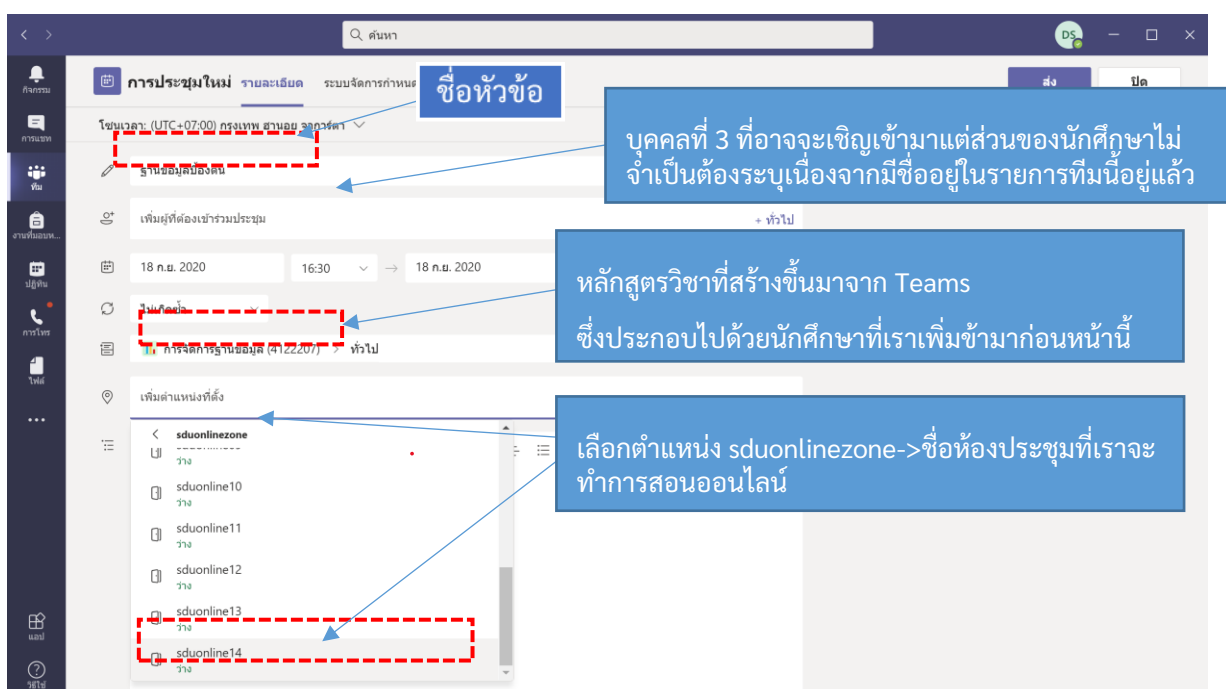 ค้นหา
DS
กิจกรรม
การแชท
ทีม
งานที่มอบห...
ปฏิทิน
การโทร
ไฟล์
แอป
วิธีใช้
การประชุมใหม่ รายละเอียด ระบบจัดการกำหนด
ส่ง ปิด
ชื่อหัวข้อ
โซนเวลา: (UTC+07:00) กรุงเทพ ฮานอย จาการ์ตา
บุคคลที่ 3 ที่อาจจะเชิญเข้ามาแต่ส่วนของนักศึกษาไม่
จำเป็นต้องระบุเนื่องจากมีชื่ออยู่ในรายการทีมนี้อยู่แล้ว
ฐานข้อมูลเบื้องต้น
เพิ่มผู้ที่ต้องเข้าร่วมประชุม + ทั่วไป
18 ก.ย. 2020 16:30 → 18 ก.ย. 2020
หลักสูตรวิชาที่สร้างขึ้นมาจาก Teams
ซึ่งประกอบไปด้วยนักศึกษาที่เราเพิ่มข้ามาก่อนหน้านี้
ไม่เกิดซ้ำ
การจัดการฐานข้อมูล (4122207) > ทั่วไป
เพิ่มตำแหน่งที่ตั้ง
เลือกตำแหน่ง sduonlinezone->ชื่อห้องประชุมที่เราจะ
ทำการสอนออนไลน์
sduonlinezone
ว่าง
sduonline10
ว่าง
sduonline11
ว่าง
sduonline12
ว่าง
sduonline13
ว่าง
sduonline14
ว่าง